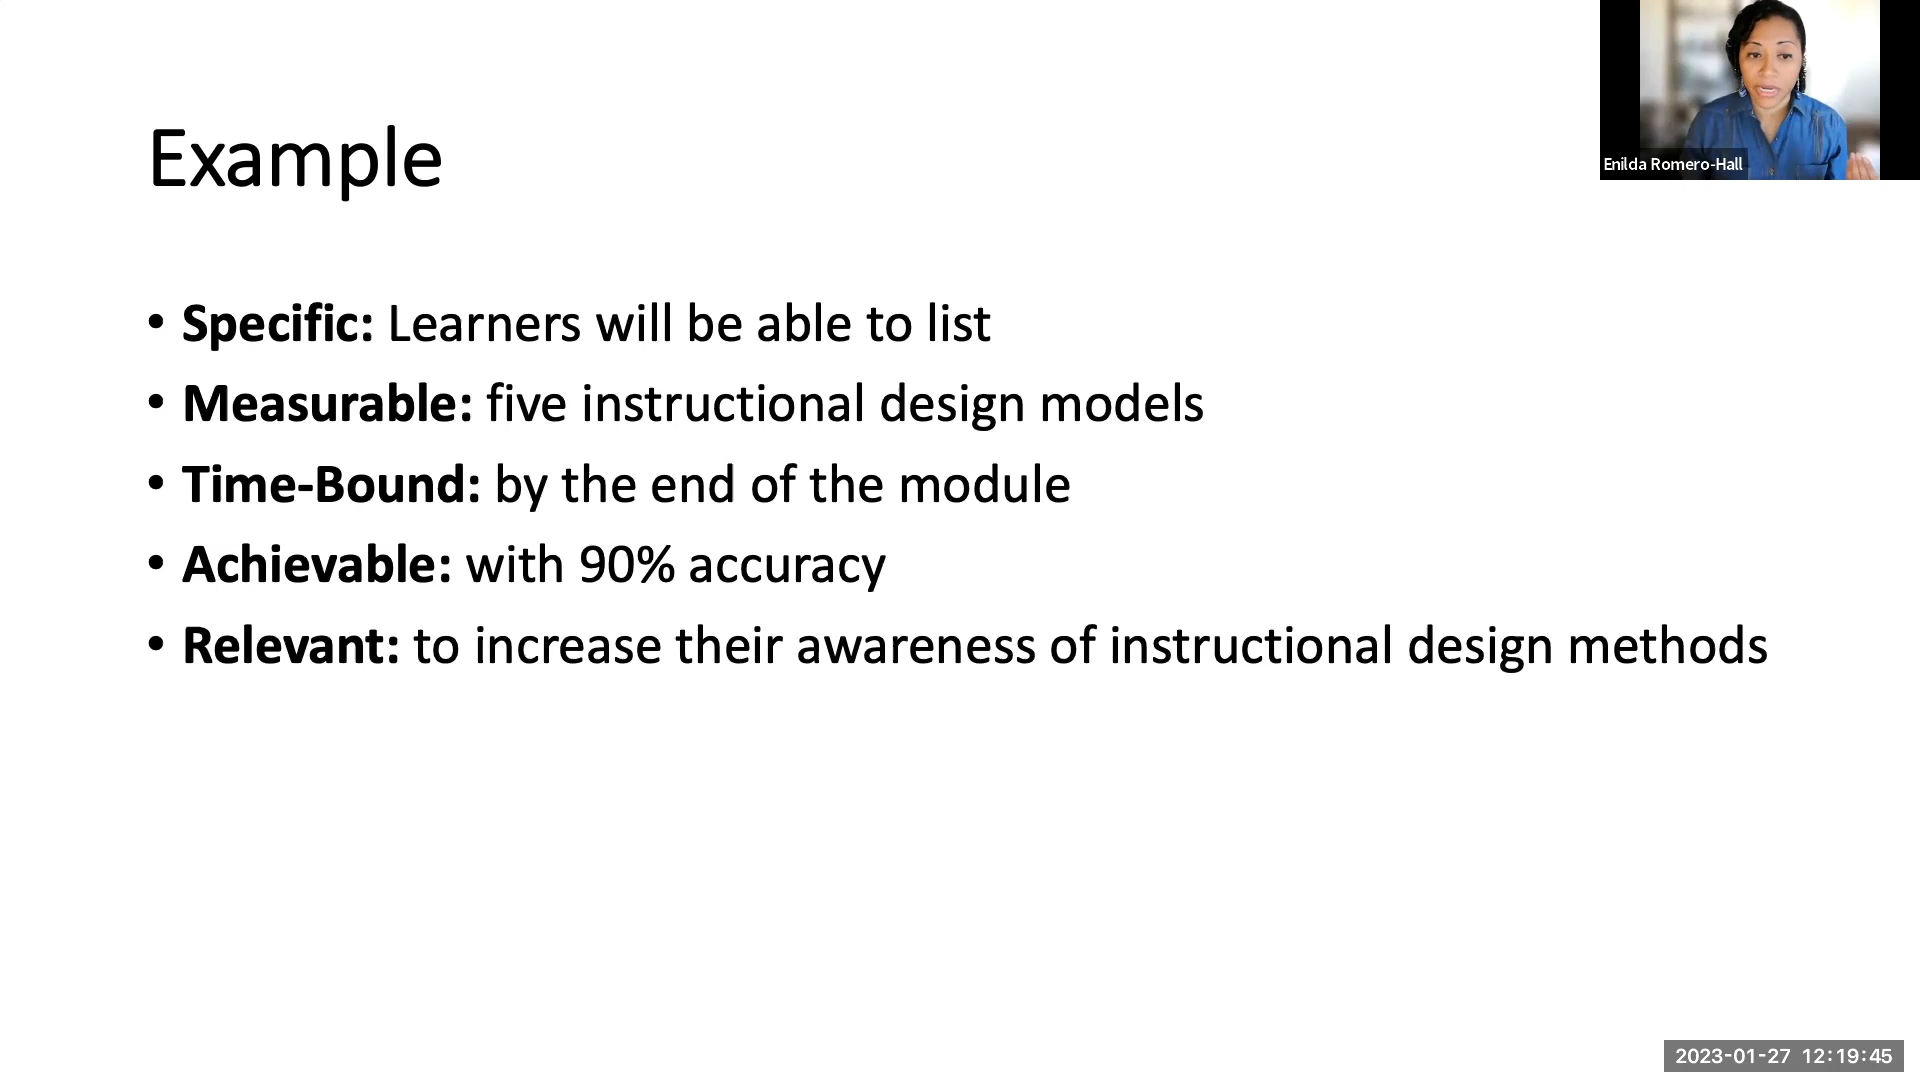 Example
• Specific: Learners will be able to list
• Measurable: five instructional design models
• Time-Bound: by the end of the module
• Achievable: with 90% accuracy
• Relevant: to increase their awareness of instructional design methods
Enilda Romero-Hall
2023-01-27 12:19:45